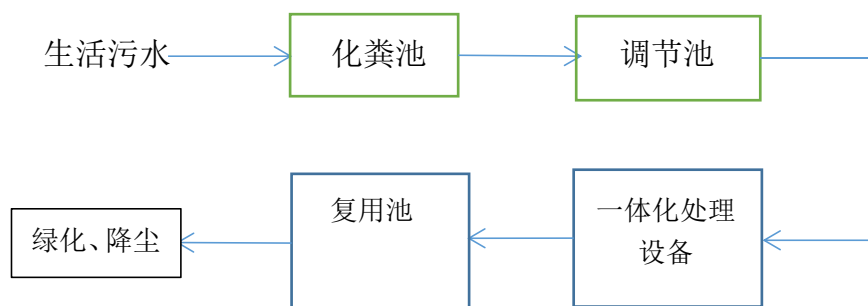 生活污水
化粪池
调节池
复用池
一体化处理
设备
绿化、降尘